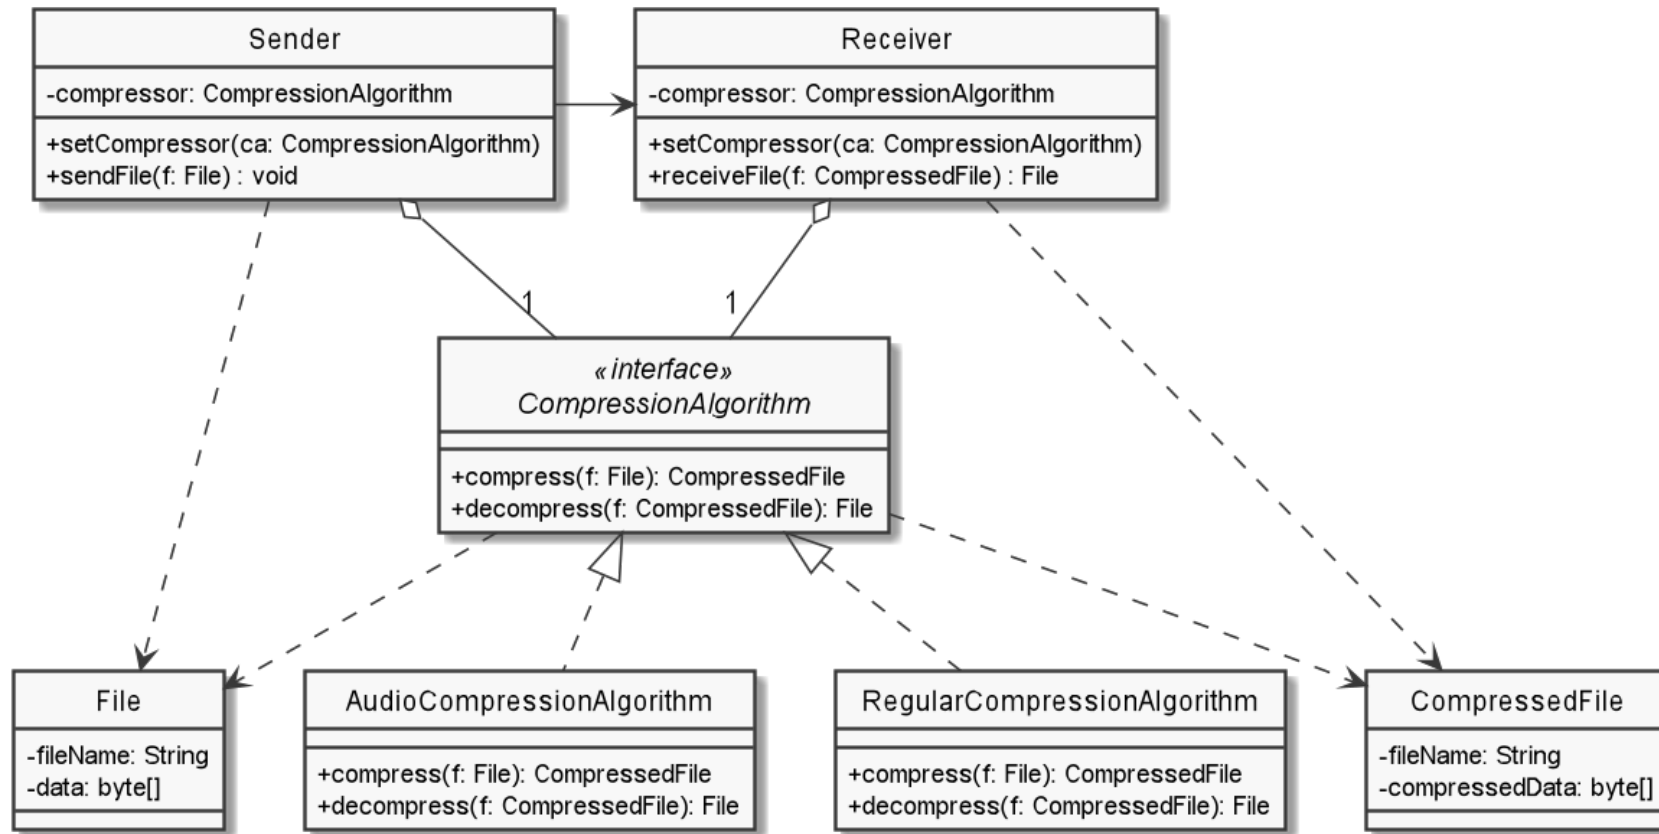 Sender
-compressor: CompressionAlgorithm
+setCompressor(ca: CompressionAlgorithm)
+sendFile(f: File) : void
Receiver
-compressor: CompressionAlgorithm
+setCompressor(ca: CompressionAlgorithm)
+receiveFile(f: CompressedFile) : File
1
1
«interface»
CompressionAlgorithm
+compress(f: File): CompressedFile
+decompress(f: CompressedFile): File
File
-fileName: String
-data: byte[]
AudioCompressionAlgorithm
+compress(f: File): CompressedFile
+decompress(f: CompressedFile): File
RegularCompressionAlgorithm
+compress(f: File): CompressedFile
+decompress(f: CompressedFile): File
CompressedFile
-fileName: String
-compressedData: byte[]